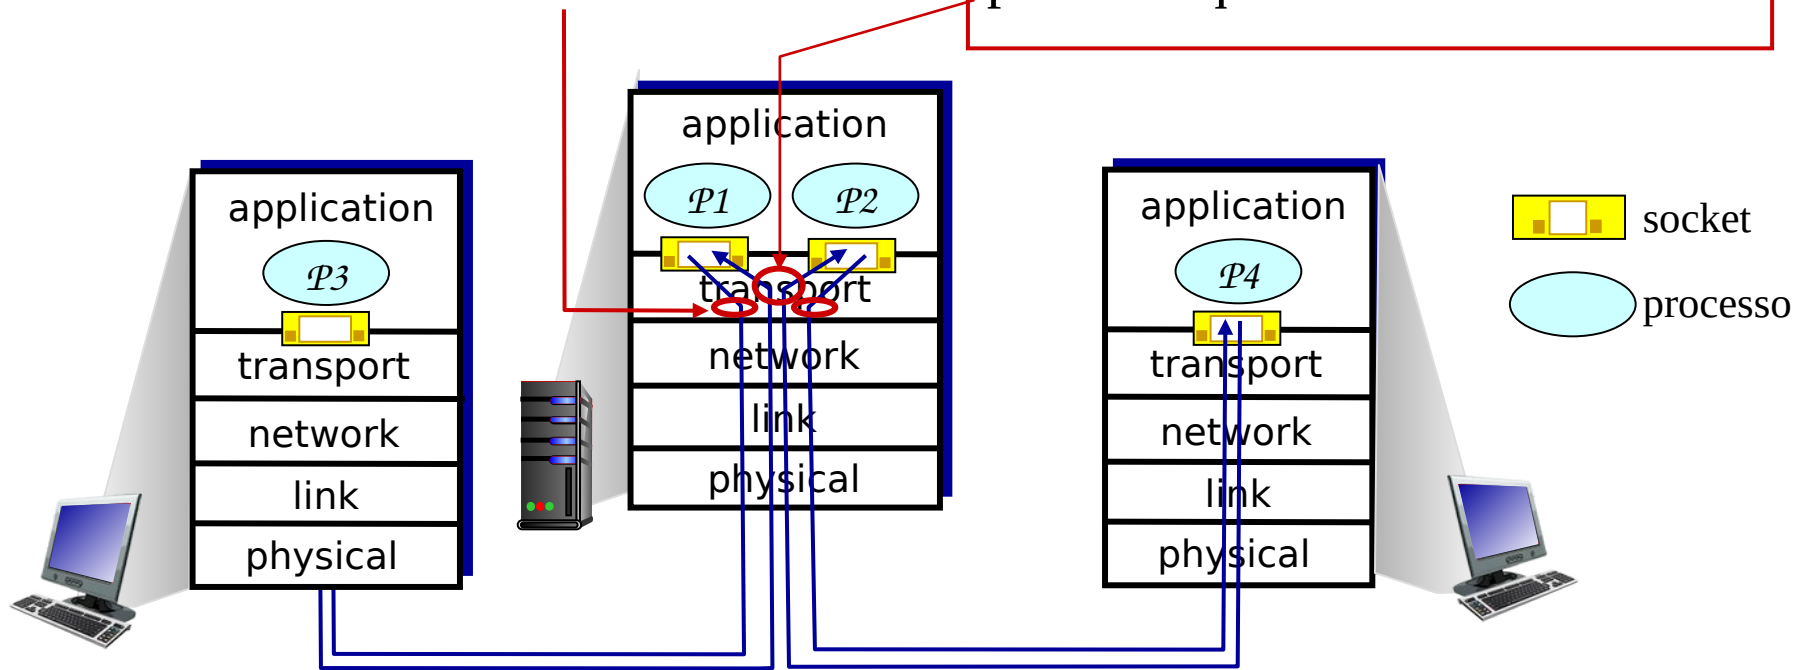 application
P1 P2
transport
network
link
physical
application
P3
transport
network
link
physical
application
P4
transport
network
link
physical
socket
processo